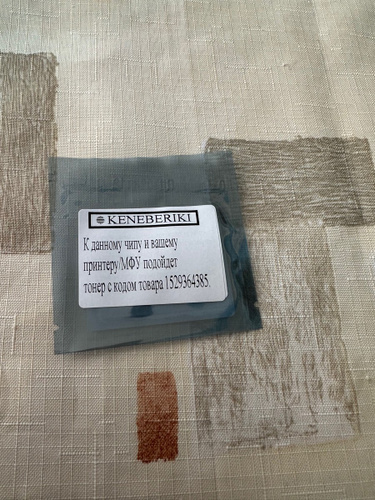 KENEBERIKI
К данному чипу и вашему
принтеру/МФУ подойдет
тонер с кодом товара 1529364385.